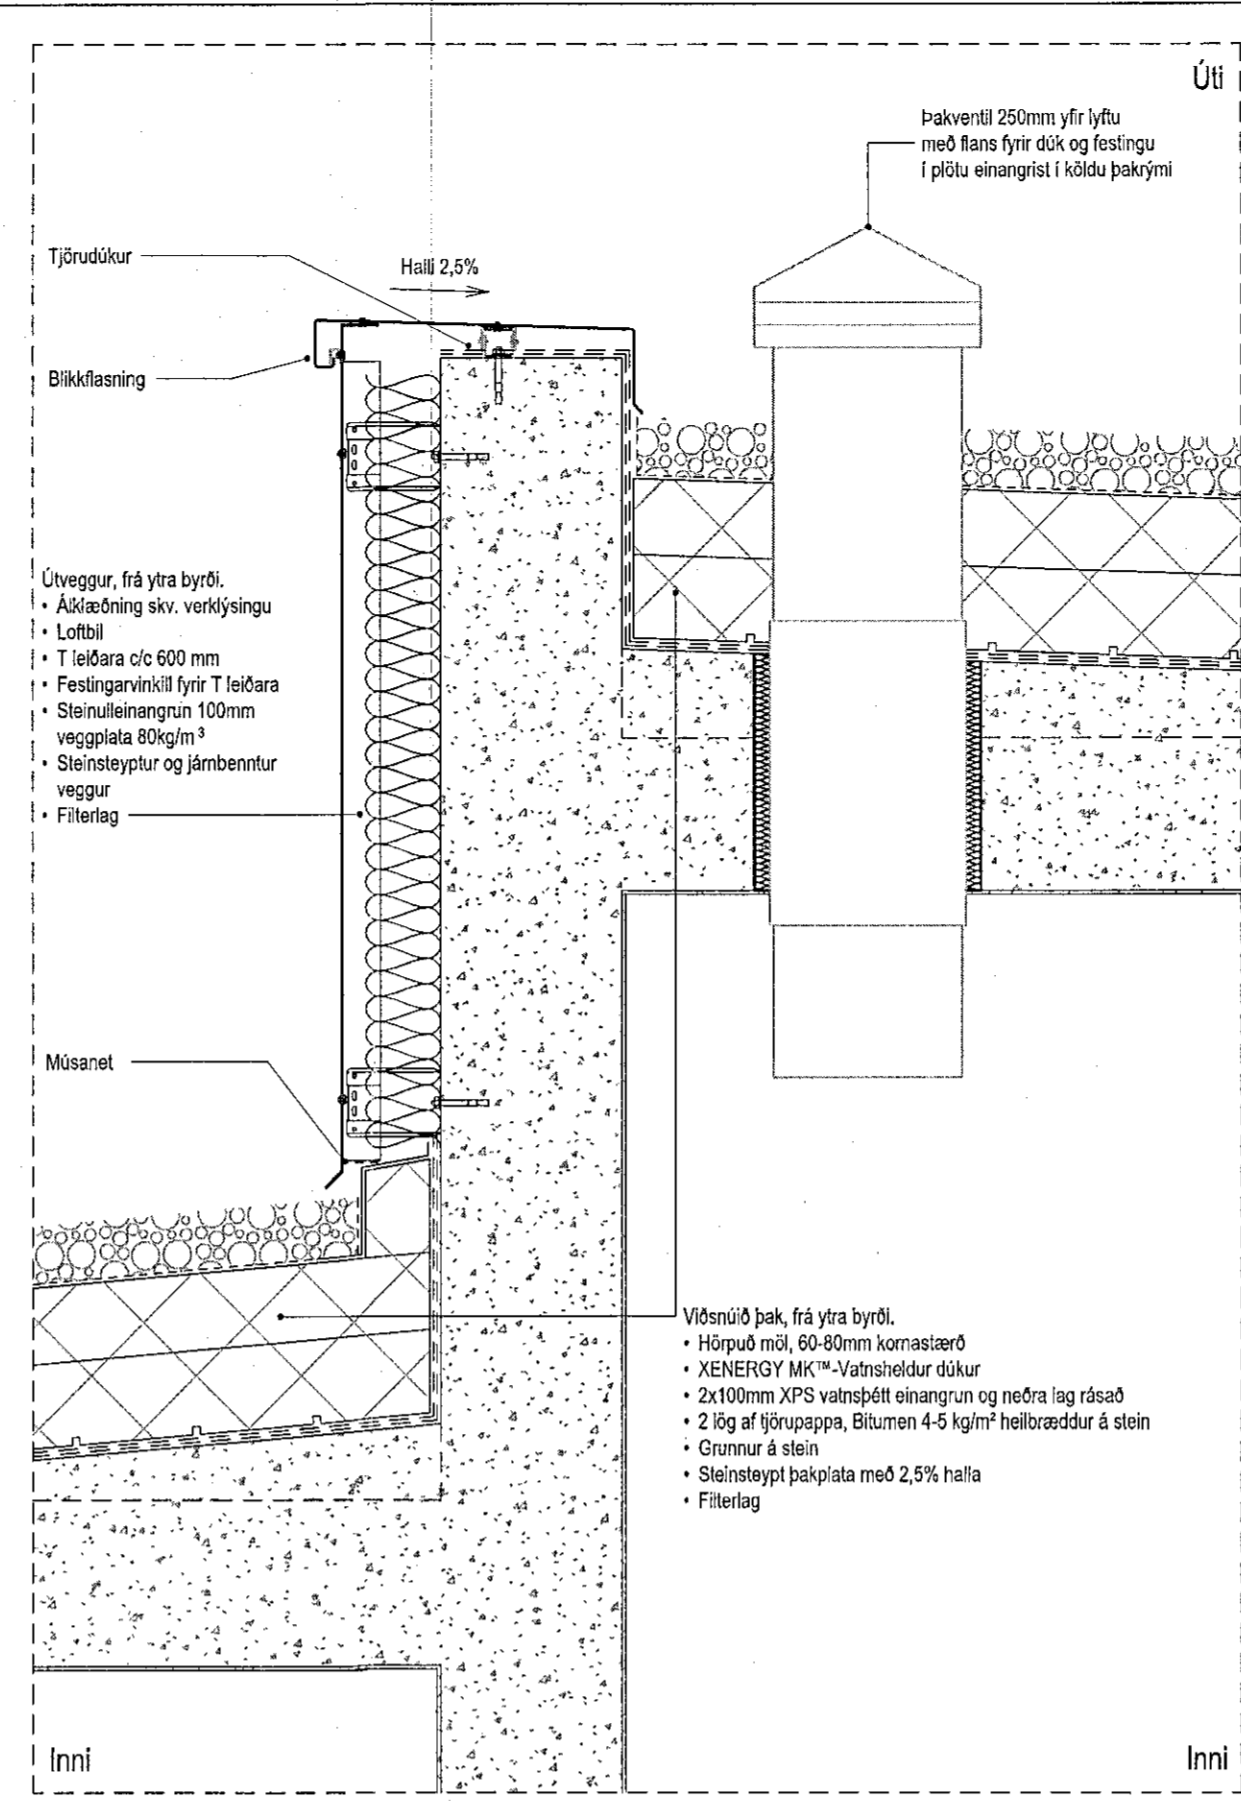 Úti
Þakventil 250mm yfir lyftu
með flans fyrir dúk og festingu
í plötu einangrist í köldu þakrými
Tjörudúkur
Halli 2,5%
Blikkflasning
Útveggur, frá ytra byrði.
• Álklæðning skv. verklýsingu
• Loftbil
• T leiðara c/c 600 mm
• Festingarvinkill fyrir T leiðara
• Steinulleinangrun 100mm
veggplata 80kg/m³
• Steinsteyptur og járnbenntur
veggur
• Filterlag
Músanet
Viðsnúið þak, frá ytra byrði.
• Hörpuð möl, 60-80mm kornastærð
• XENERGY MK™-Vatnsheldur dúkur
• 2x100mm XPS vatnsþétt einangrun og neðra lag rásað
• 2 lög af tjörupappa, Bitumen 4-5 kg/m² heilbræddur á stein
• Grunnur á stein
• Steinsteypt þakplata með 2,5% halla
• Filterlag
Inni
Inni